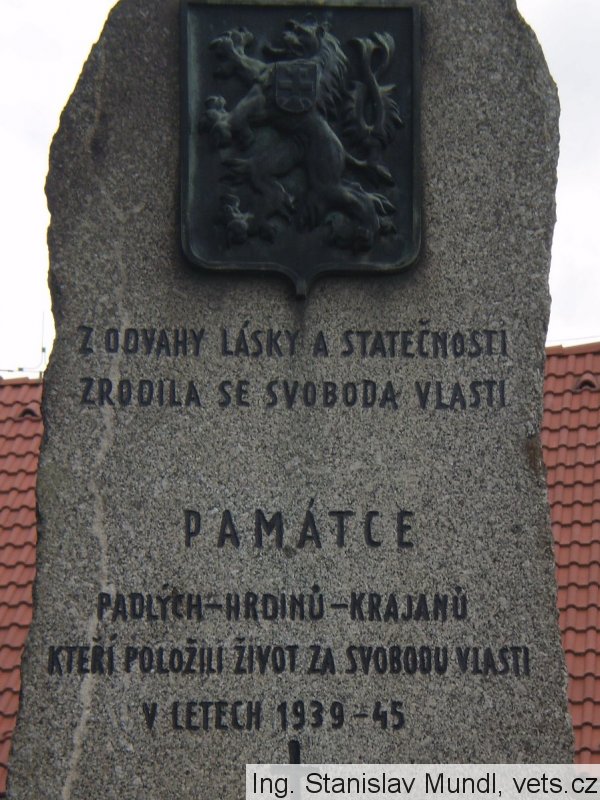 Z ODVAHY LÁSKY A STATEČNOSTI
ZRODILA SE SVOBODA VLASTI
PAMÁTCE
PADLÝCH-HRDINŮ-KRAJANŮ
KTEŘÍ POLOŽILI ŽIVOT ZA SVOBODU VLASTI
V LETECH 1939-45
Ing. Stanislav Mundl, vets.cz